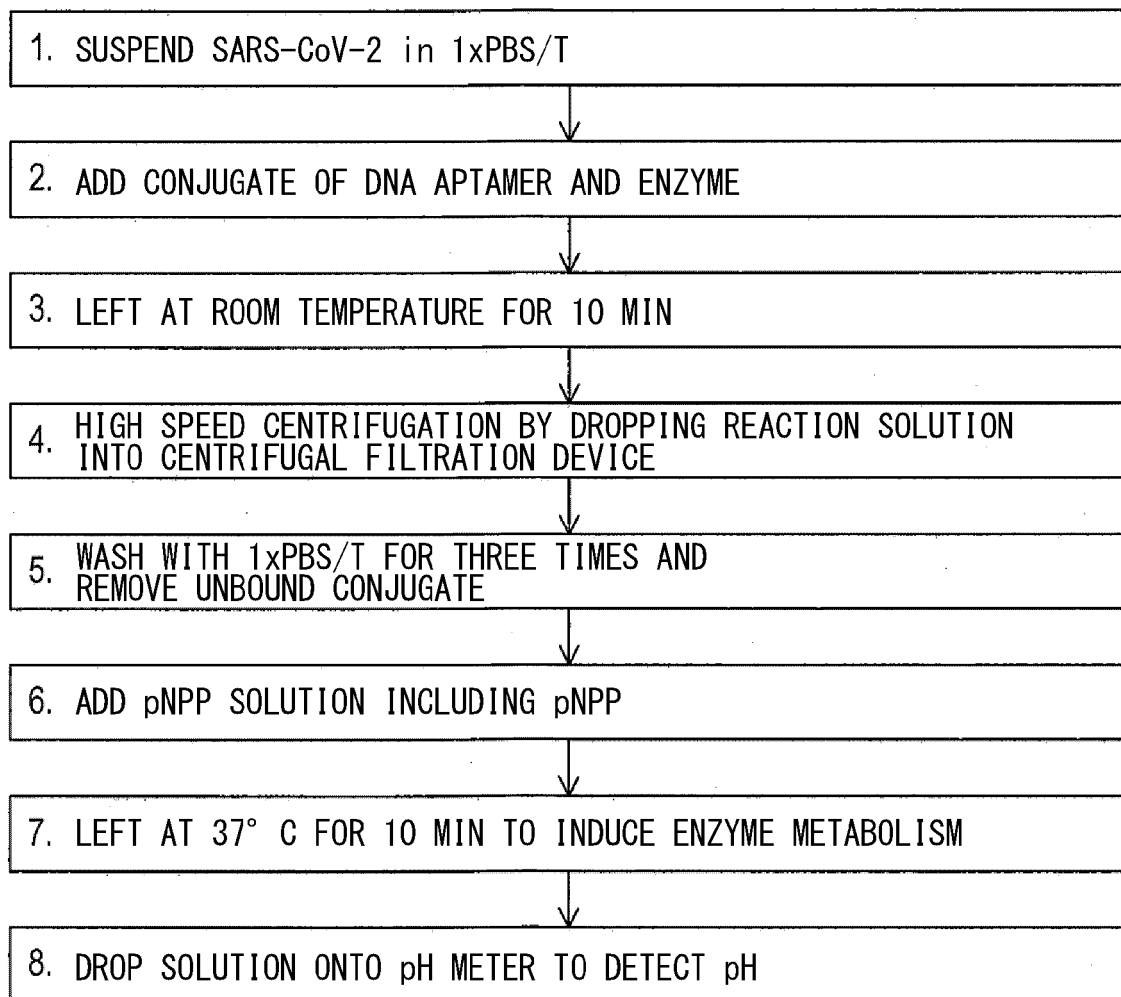 1. SUSPEND SARS-CoV-2 in 1xPBS/T
2. ADD CONJUGATE OF DNA APTAMER AND ENZYME
3. LEFT AT ROOM TEMPERATURE FOR 10 MIN
4. HIGH SPEED CENTRIFUGATION BY DROPPING REACTION SOLUTION
INTO CENTRIFUGAL FILTRATION DEVICE
5. WASH WITH 1xPBS/T FOR THREE TIMES AND
REMOVE UNBOUND CONJUGATE
6. ADD pNPP SOLUTION INCLUDING pNPP
7. LEFT AT 37° C FOR 10 MIN TO INDUCE ENZYME METABOLISM
8. DROP SOLUTION ONTO pH METER TO DETECT pH